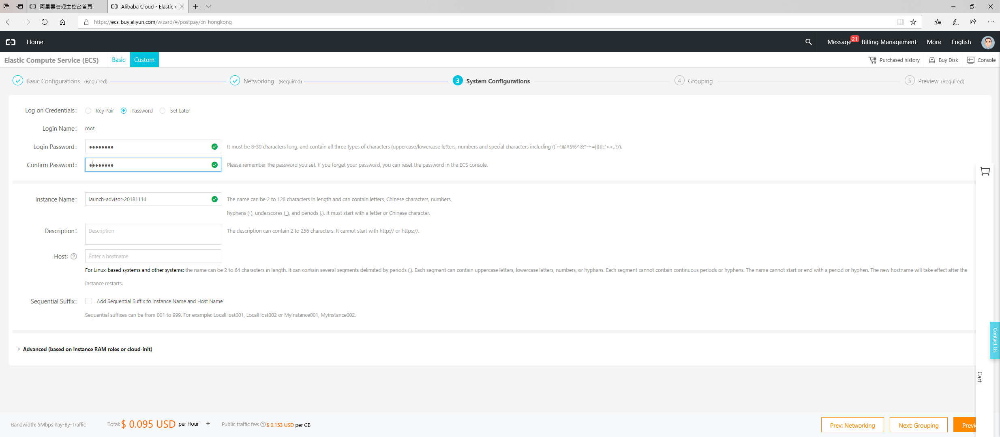 阿里雲管理主控台首頁
Alibaba Cloud - Elastic
https://ecs-buy.aliyun.com/wizard/#/postpay/cn-hongkong
Home
Message 21 Billing Management More English
Elastic Compute Service (ECS) Basic Custom
Purchased history Buy Disk Console
Basic Configurations (Required) Networking (Required) 3 System Configurations 4 Grouping 5 Preview (Required)
Log on Credentials: Key Pair Password Set Later
Login Name: root
Login Password: •••••••• It must be 8-30 characters long, and contain all three types of characters (uppercase/lowercase letters, numbers and special characters including ()`~!@#$%^&*-+=|{}[]:;'<>,.?/).
Confirm Password: •••••••• Please remember the password you set. If you forget your password, you can reset the password in the ECS console.
Instance Name: launch-advisor-20181114 The name can be 2 to 128 characters in length and can contain letters, Chinese characters, numbers,
hyphens (-), underscores (_), and periods (.). It must start with a letter or Chinese character.
Description: Description The description can contain 2 to 256 characters. It cannot start with http:// or https://.
Host: Enter a hostname
For Linux-based systems and other systems: the name can be 2 to 64 characters in length. It can contain several segments delimited by periods (.). Each segment can contain uppercase letters, lowercase letters, numbers, or hyphens. Each segment cannot contain continuous periods or hyphens. The name cannot start or end with a period or hyphen. The new hostname will take effect after the
instance restarts.
Sequential Suffix: Add Sequential Suffix to Instance Name and Host Name
Sequential suffixes can be from 001 to 999. For example: LocalHost001, LocalHost002 or MyInstance001, MyInstance002.
> Advanced (based on instance RAM roles or cloud-init)
Contact Us
Cart
Bandwidth: 5Mbps Pay-By-Traffic Total: $ 0.095 USD per Hour + Public traffic fee: $ 0.153 USD per GB
Prev: Networking Next: Grouping Previ